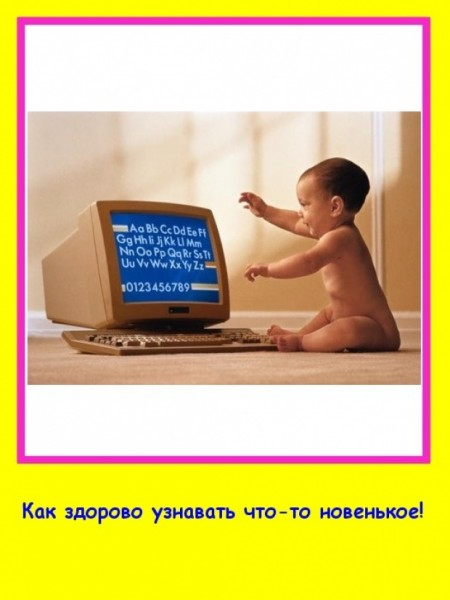 Aa Bb Cc Dd Ee Ff
Gg Hh Ii Jj Kk Ll Mm
Nn Oo Pp Qq Rr Ss Tt
Uu Vv Ww Xx Yy Zz
0123456789
Как здорово узнавать что-то новенькое!